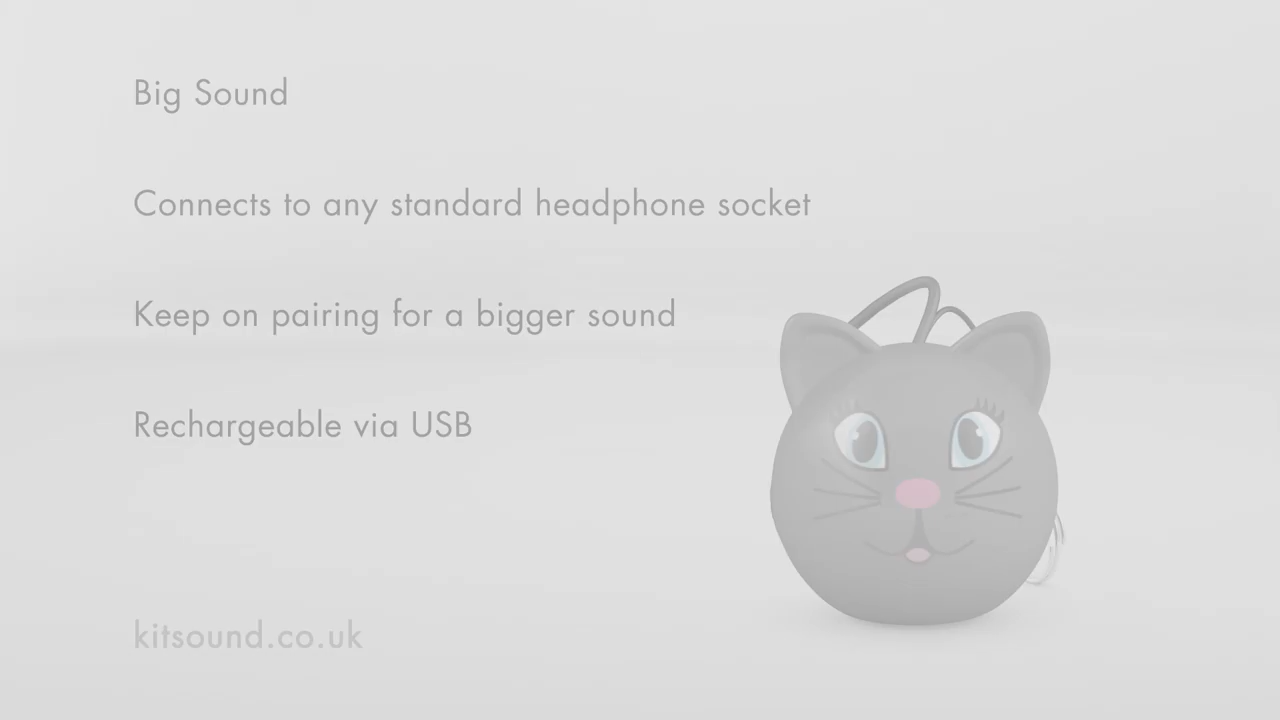 Big Sound
Connects to any standard headphone socket
Keep on pairing for a bigger sound
Rechargeable via USB
kitsound.co.uk